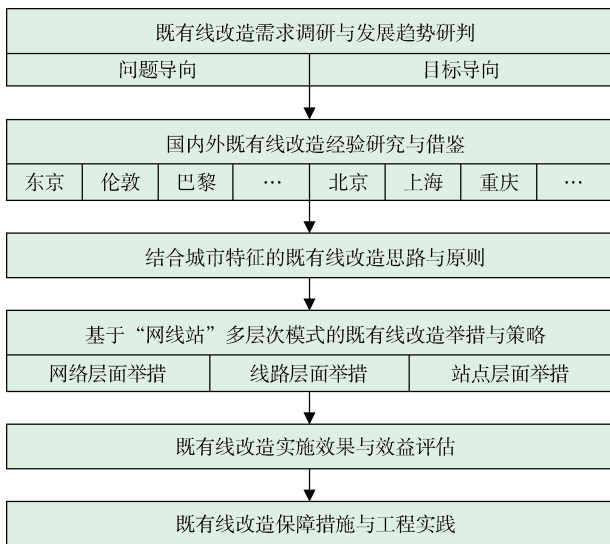 既有线改造需求调研与发展趋势研判
问题导向 目标导向
国内外既有线改造经验研究与借鉴
东京 伦敦 巴黎 … 北京 上海 重庆 …
结合城市特征的既有线改造思路与原则
基于“网线站”多层次模式的既有线改造举措与策略
网络层面举措 线路层面举措 站点层面举措
既有线改造实施效果与效益评估
既有线改造保障措施与工程实践